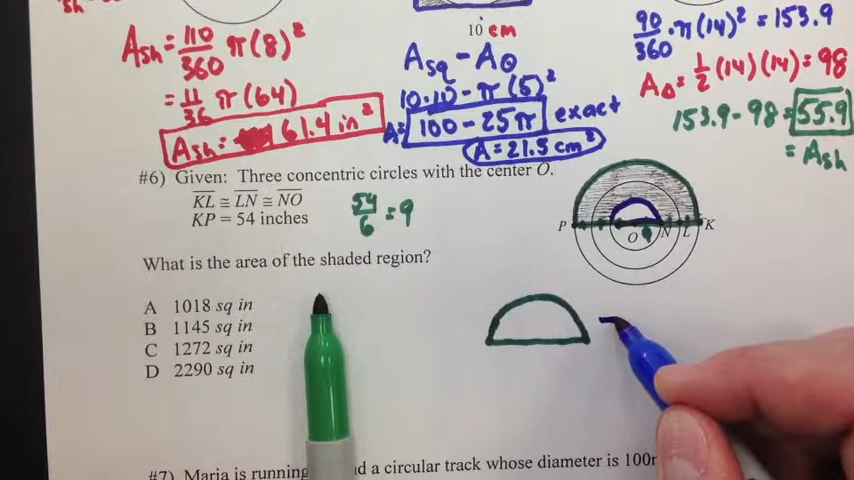 Ash = 110/360 π(8)²
= 11/36 π(64)
Ash = 61.4 in²
10 cm
Asq - A⊙
10·10 - π(5)²
A = 100 - 25π exact
A = 21.5 cm²
90/360 · π(14)² = 153.9
A△ = 1/2 (14)(14) = 98
153.9 - 98 = 55.9
= Ash
#6) Given: Three concentric circles with the center O.
KL ≅ LN ≅ NO
KP = 54 inches
54/6 = 9
P O 9 N L K
What is the area of the shaded region?
A 1018 sq in
B 1145 sq in
C 1272 sq in
D 2290 sq in
#7) Maria is running a circular track whose diameter is 100